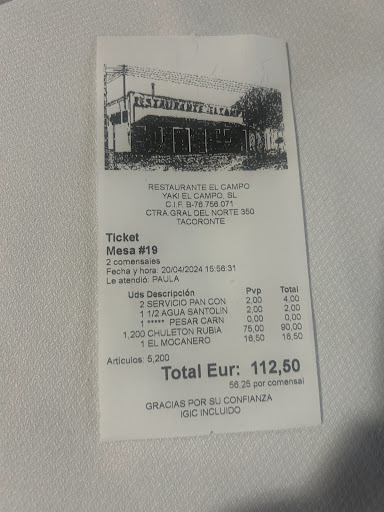 RESTAURANTE EL CAMPO
RESTAURANTE EL CAMPO
YAKI EL CAMPO, SL
C.I.F. B-76.756.071
CTRA GRAL DEL NORTE 350
TACORONTE
Ticket
Mesa #19
2 comensales
Fecha y hora: 20/04/2024 15:56:31
Le atendió: PAULA
Uds Descripción Pvp Total
2 SERVICIO PAN CON 2,00 4,00
1 1/2 AGUA SANTOLIN 2,00 2,00
1 ***** PESAR CARN 0,00 0,00
1,200 CHULETON RUBIA 75,00 90,00
1 EL MOCANERO 16,50 16,50
Artículos: 5,200
Total Eur: 112,50
56,25 por comensal
GRACIAS POR SU CONFIANZA
IGIC INCLUIDO